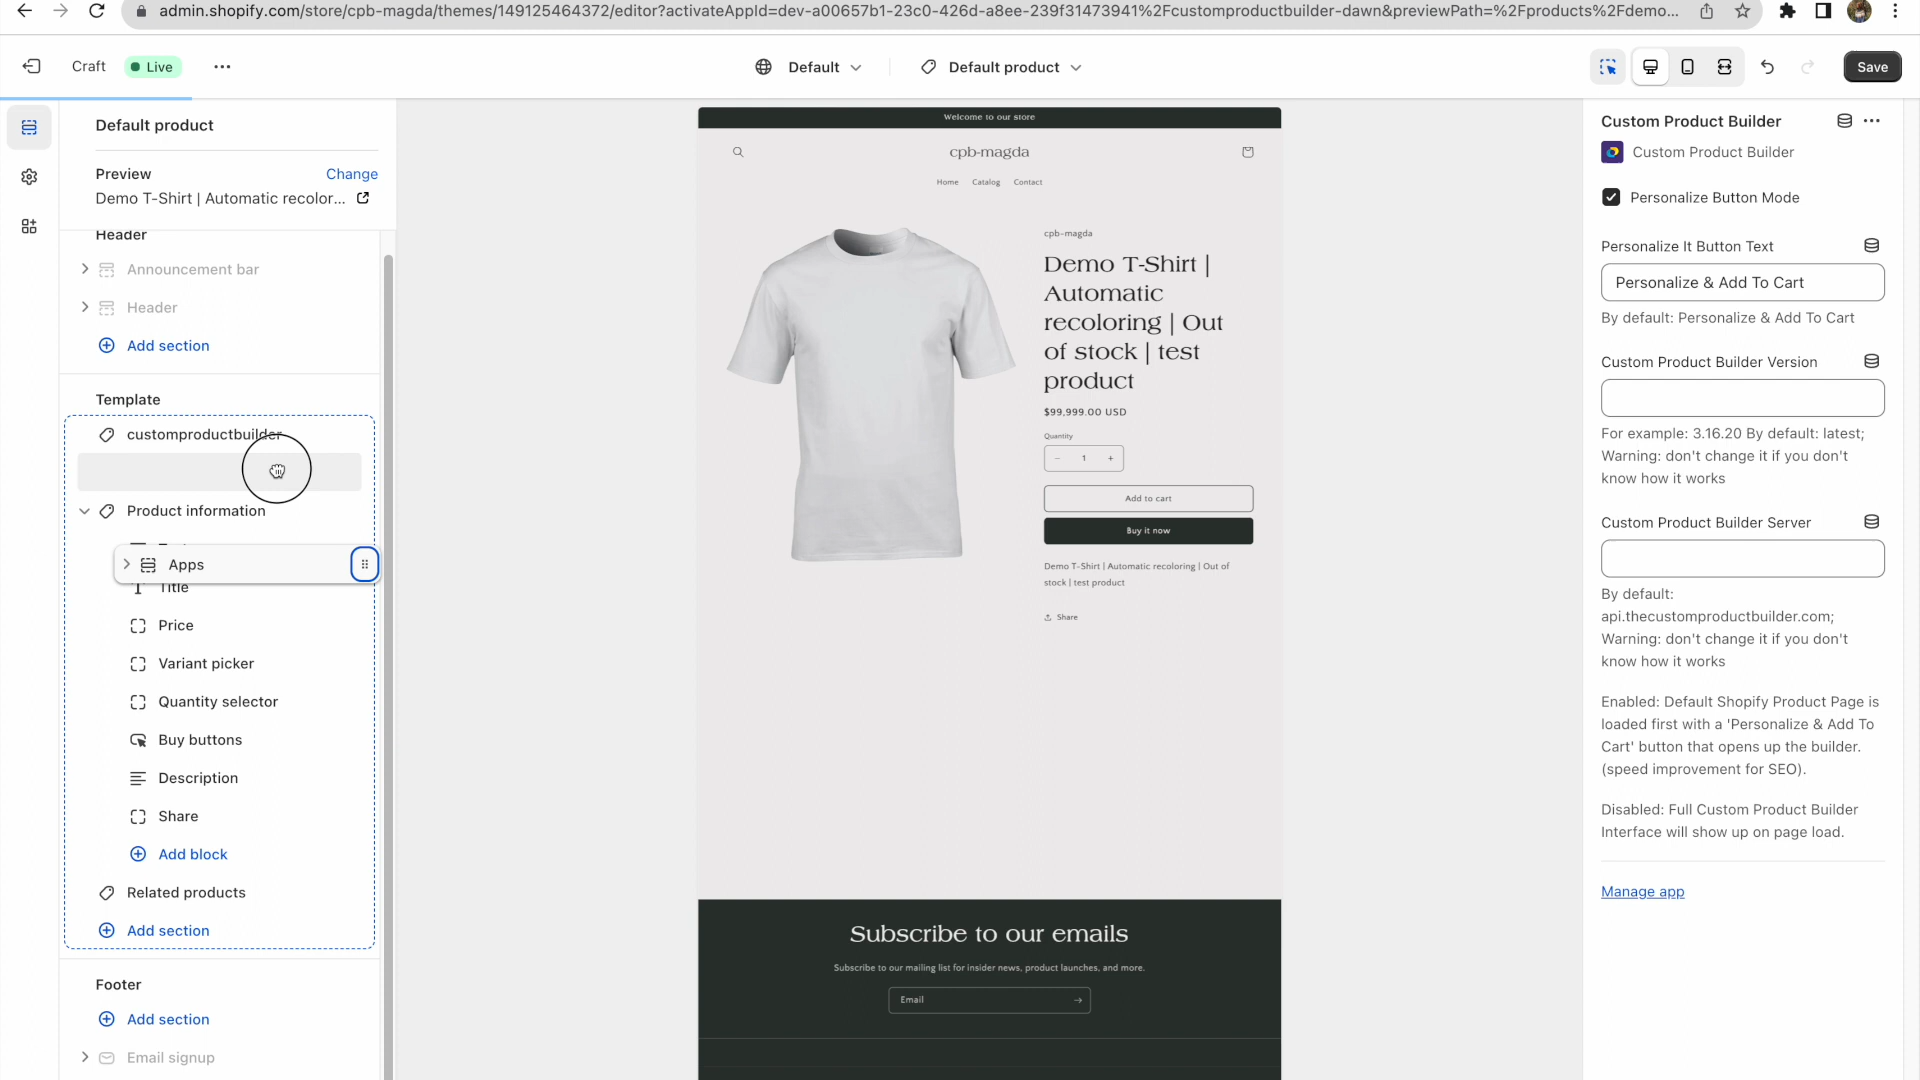 admin.shopify.com/store/cpb-magda/themes/149125464372/editor?activateAppId=dev-a00657b1-23c0-426d-a8ee-239f31473941%2Fcustomproductbuilder-dawn&previewPath=%2Fproducts%2Fdemo...
Craft
Live
Default
Default product
Save
Default product
Preview
Change
Demo T-Shirt | Automatic recolor...
Header
Announcement bar
Header
Add section
Template
customproductbuilder
Product information
Apps
Title
Price
Variant picker
Quantity selector
Buy buttons
Description
Share
Add block
Related products
Add section
Footer
Add section
Email signup
Welcome to our store
cpb-magda
Home
Catalog
Contact
cpb-magda
Demo T-Shirt |
Automatic
recoloring | Out
of stock | test
product
$99,999.00 USD
Quantity
− 1 +
Add to cart
Buy it now
Demo T-Shirt | Automatic recoloring | Out of
stock | test product
Share
Subscribe to our emails
Subscribe to our mailing list for insider news, product launches, and more.
Email
Custom Product Builder
Custom Product Builder
Personalize Button Mode
Personalize It Button Text
Personalize & Add To Cart
By default: Personalize & Add To Cart
Custom Product Builder Version
For example: 3.16.20 By default: latest;
Warning: don't change it if you don't
know how it works
Custom Product Builder Server
By default:
api.thecustomproductbuilder.com;
Warning: don't change it if you don't
know how it works
Enabled: Default Shopify Product Page is
loaded first with a 'Personalize & Add To
Cart' button that opens up the builder.
(speed improvement for SEO).
Disabled: Full Custom Product Builder
Interface will show up on page load.
Manage app